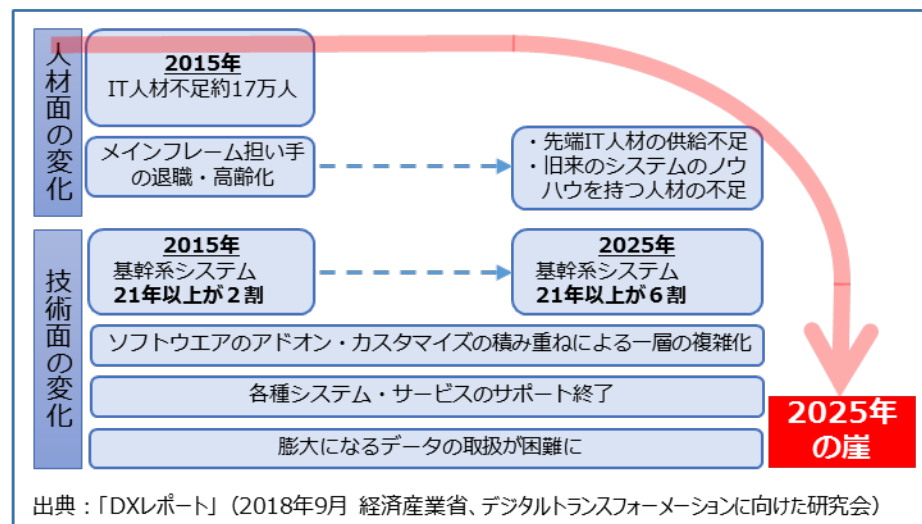 人材面の変化
2015年
IT人材不足約17万人
メインフレーム担い手
の退職・高齢化
・先端IT人材の供給不足
・旧来のシステムのノウ
ハウを持つ人材の不足
技術面の変化
2015年
基幹系システム
21年以上が２割
2025年
基幹系システム
21年以上が６割
ソフトウエアのアドオン・カスタマイズの積み重ねによる一層の複雑化
各種システム・サービスのサポート終了
膨大になるデータの取扱が困難に
2025年
の崖
出典：「DXレポート」（2018年9月 経済産業省、デジタルトランスフォーメーションに向けた研究会）